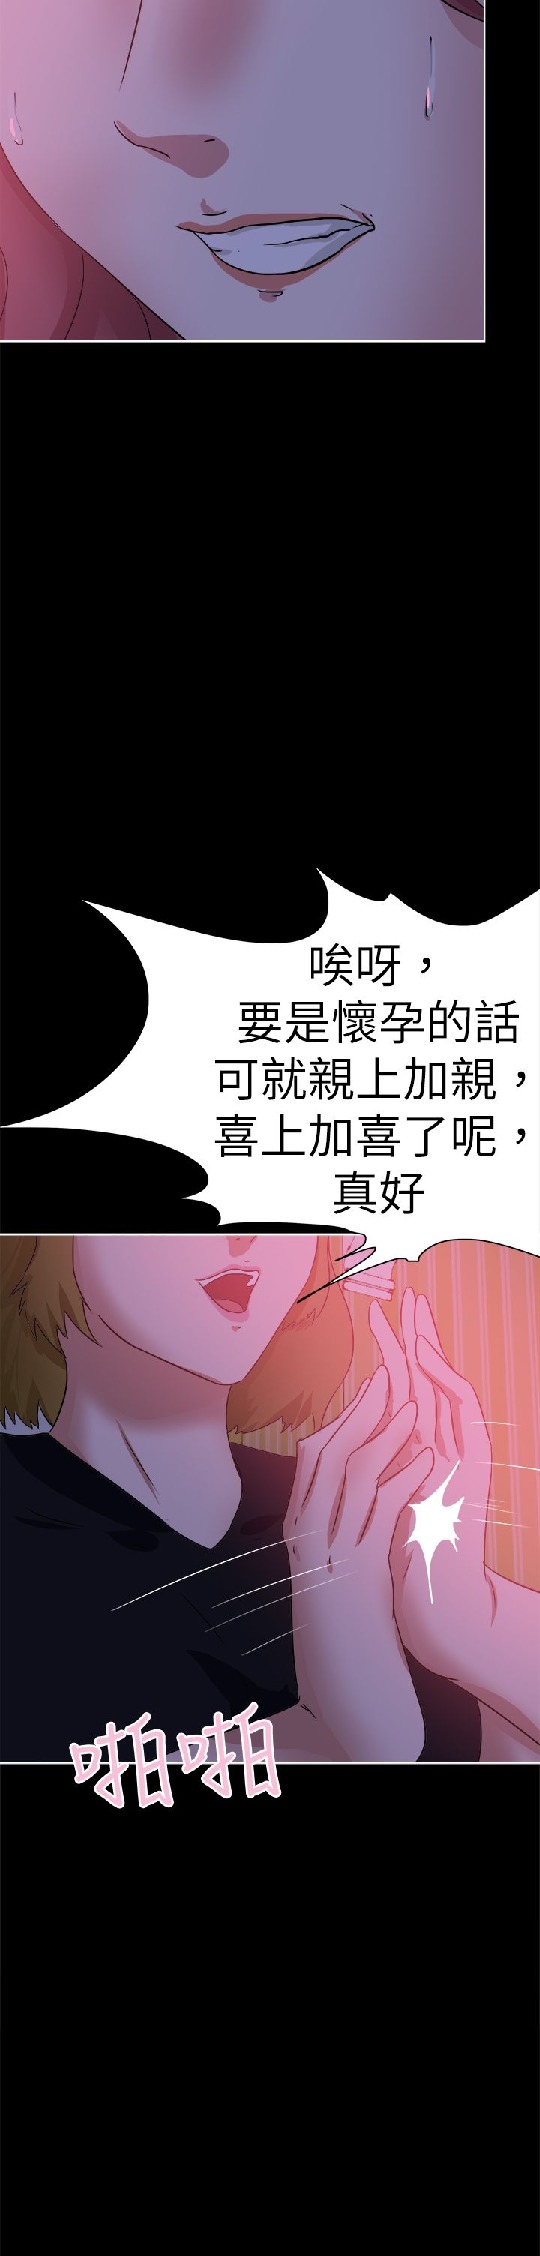 唉呀，
要是懷孕的話
可就親上加親，
喜上加喜了呢，
真好
啪啪